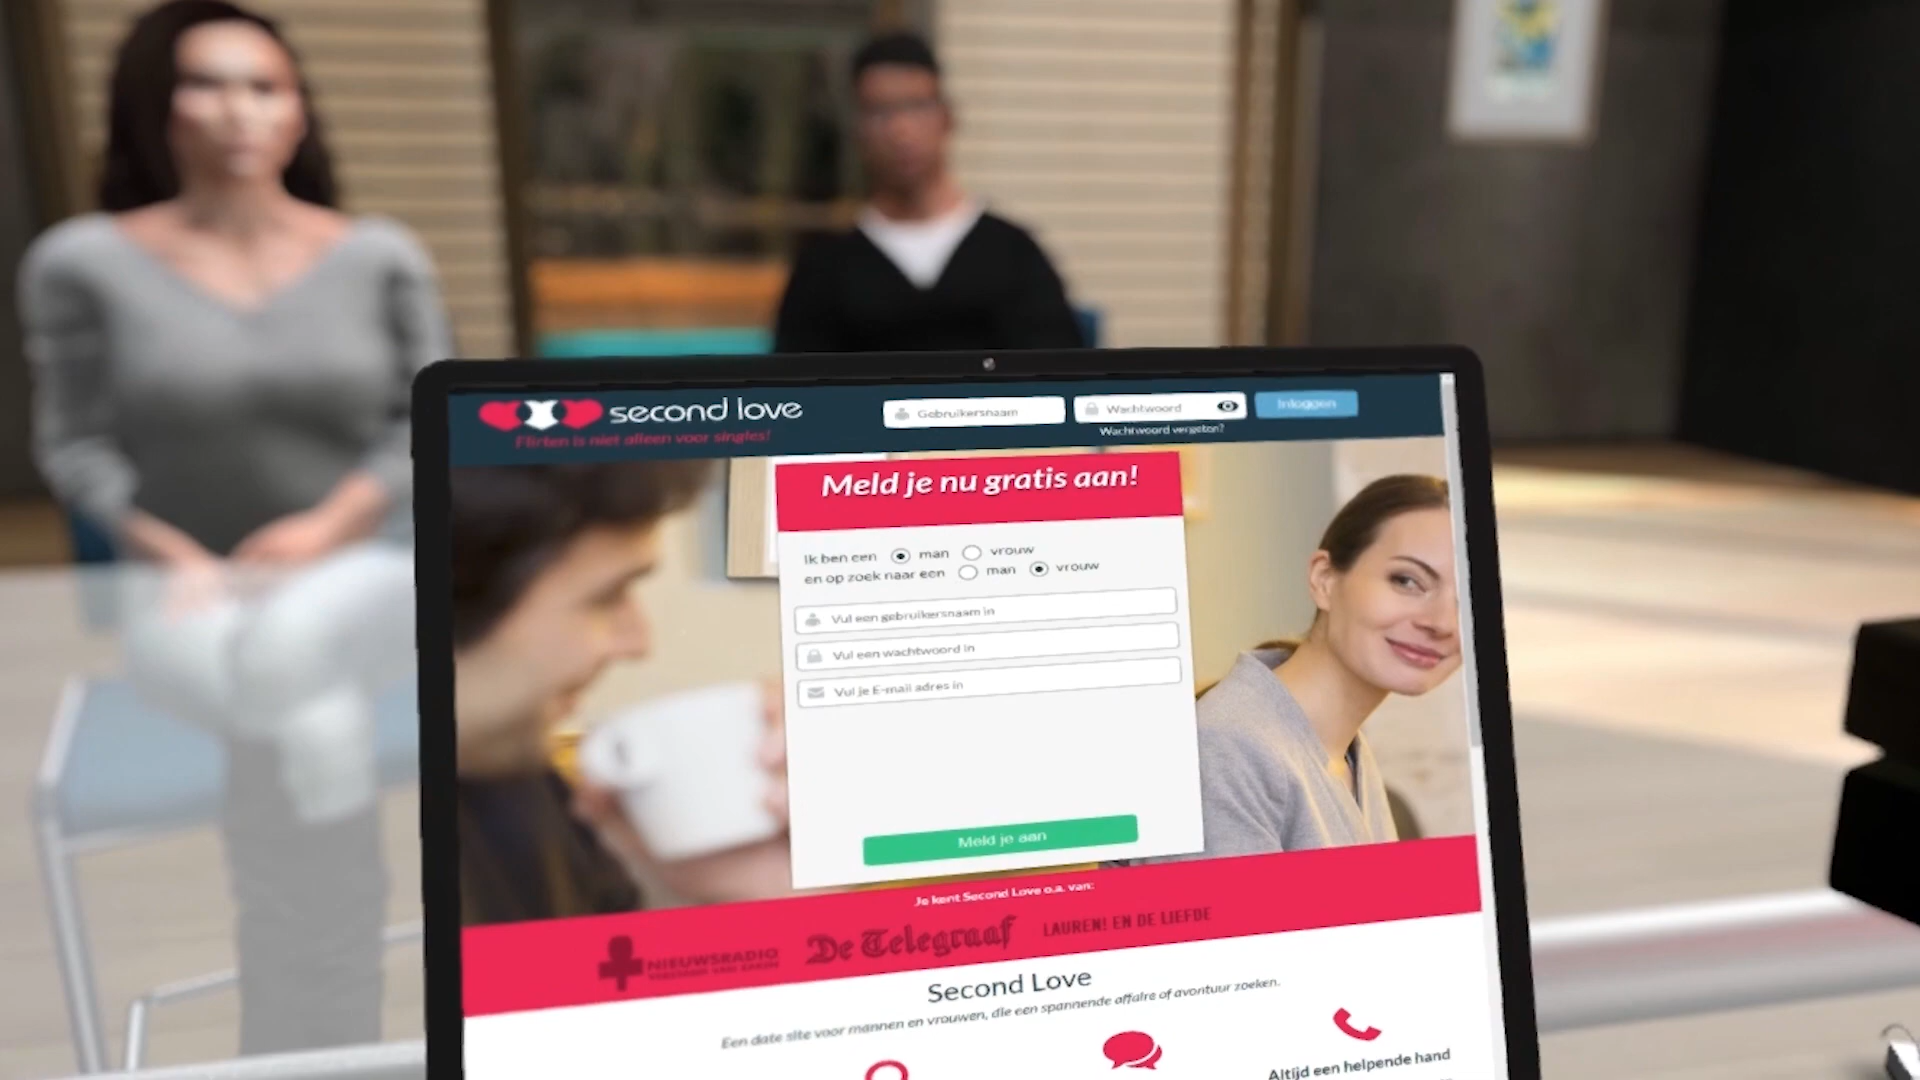 second love
Flirten is niet alleen voor singles!
Gebruikersnaam
Wachtwoord
Inloggen
Wachtwoord vergeten?
Meld je nu gratis aan!
Ik ben een man vrouw
en op zoek naar een man vrouw
Vul een gebruikersnaam in
Vul een wachtwoord in
Vul je E-mail adres in
Meld je aan
Je kent Second Love o.a. van:
NIEUWSRADIO
De Telegraaf
LAUREN! EN DE LIEFDE
Second Love
Een date site voor mannen en vrouwen, die een spannende affaire of avontuur zoeken.
Altijd een helpende hand